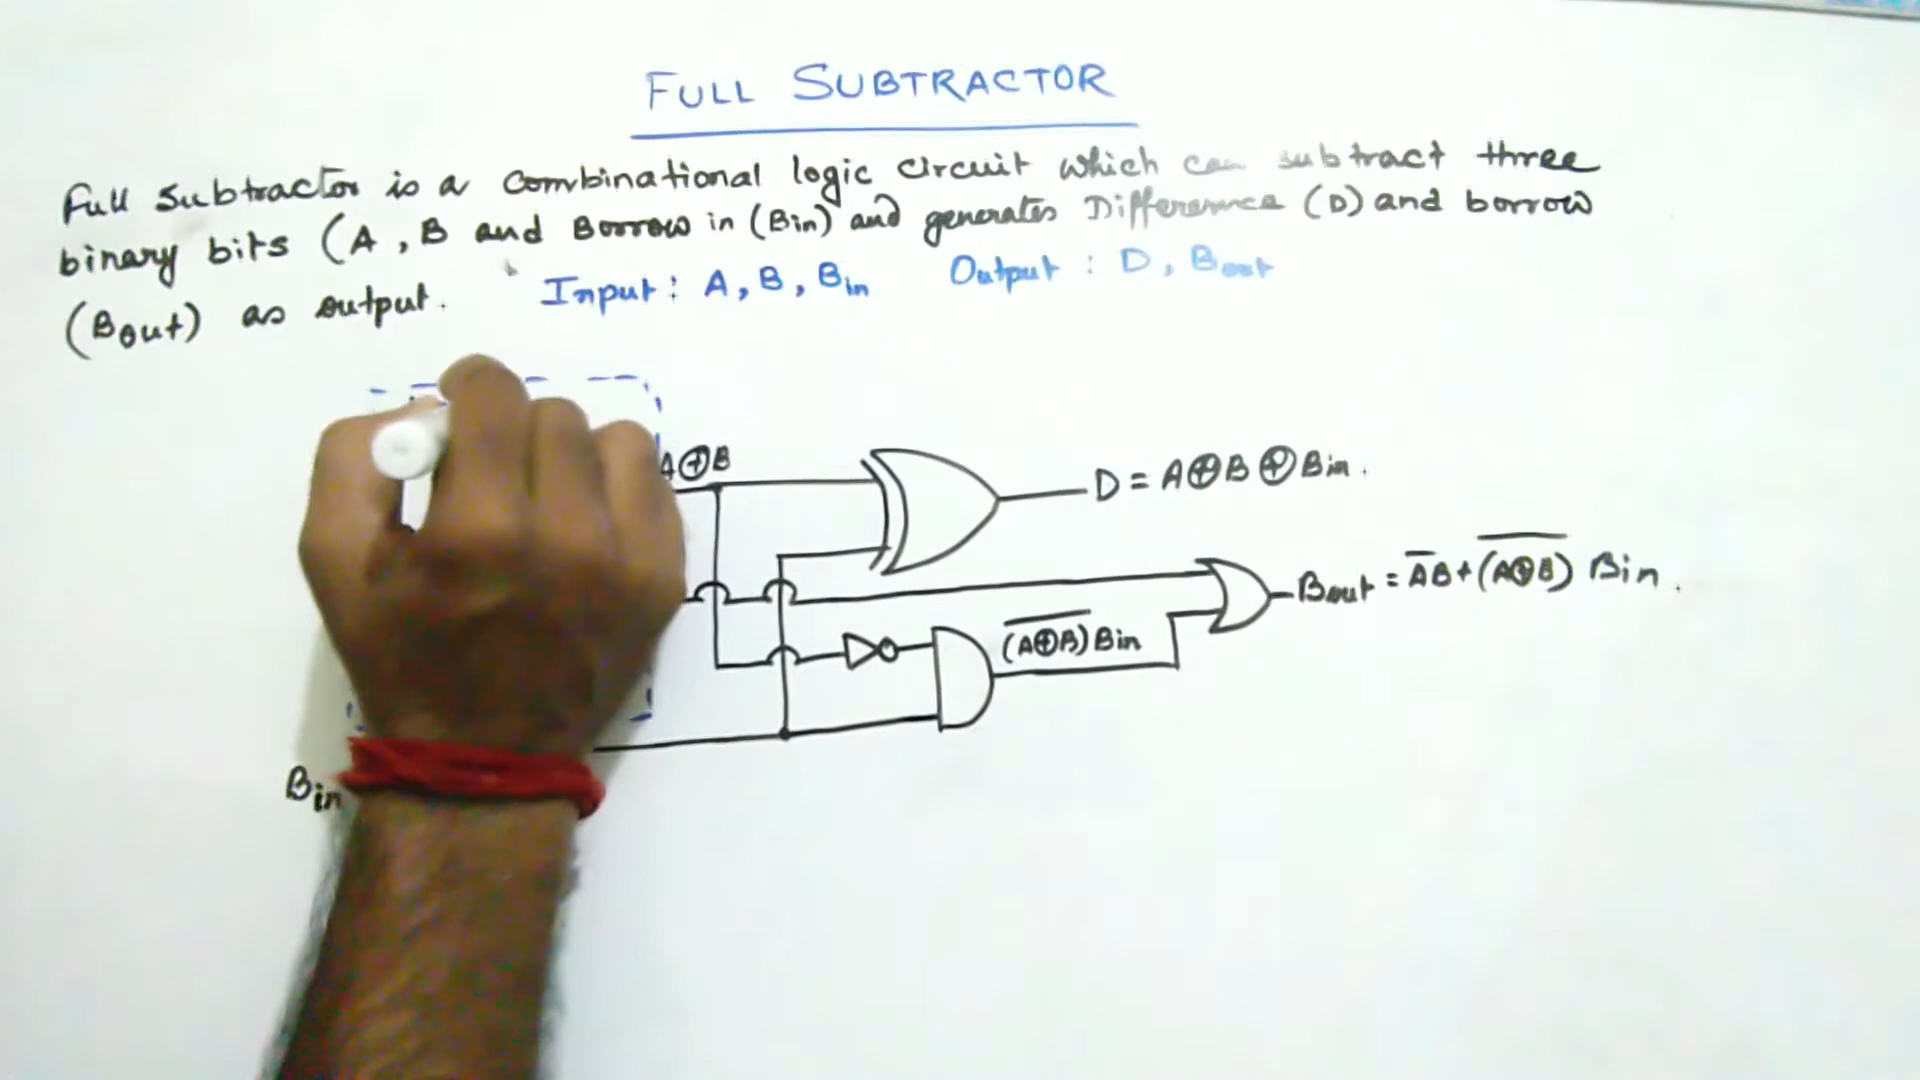 FULL SUBTRACTOR
Full Subtractor is a combinational logic circuit which can subtract three
binary bits (A, B and Borrow in (Bin) and generates Difference (D) and borrow
(Bout) as output. Input: A, B, Bin Output: D, Bout
A⊕B
D = A⊕B⊕Bin.
Bout = A̅B + (A⊕B)̅ Bin.
(A⊕B)̅ Bin
Bin